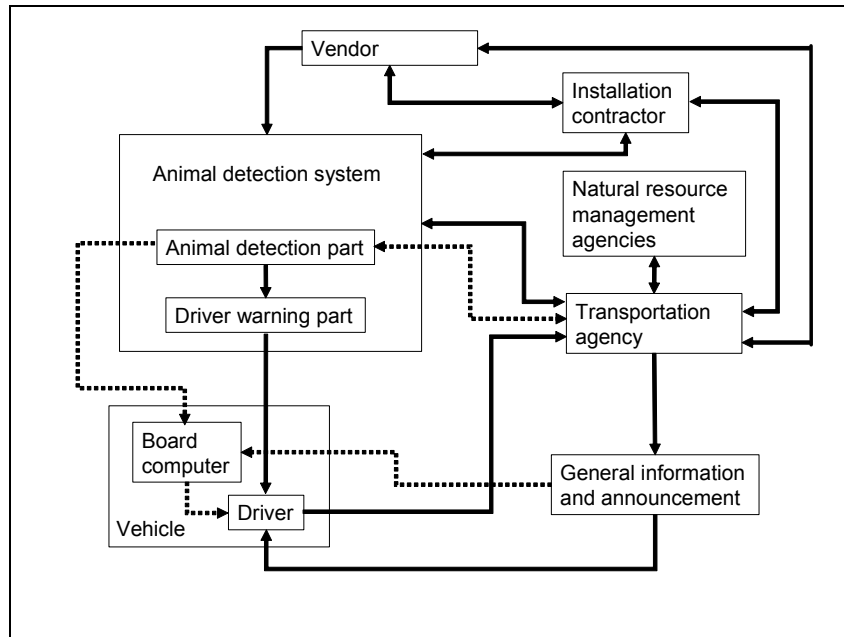 Vendor
Installation
contractor
Animal detection system
Natural resource
management
agencies
Animal detection part
Driver warning part
Transportation
agency
Board
computer
General information
and announcement
Driver
Vehicle